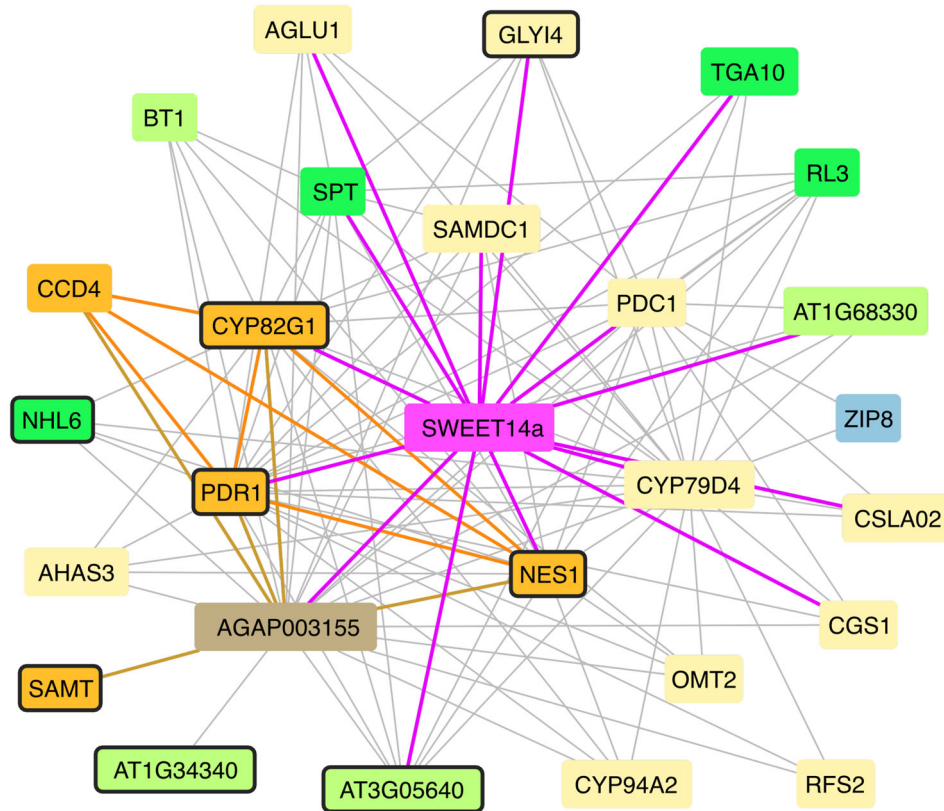 AGLU1
GLYI4
TGA10
BT1
SPT
RL3
SAMDC1
CCD4
CYP82G1
PDC1
AT1G68330
NHL6
SWEET14a
ZIP8
PDR1
CYP79D4
CSLA02
AHAS3
NES1
AGAP003155
CGS1
SAMT
OMT2
AT1G34340
AT3G05640
CYP94A2
RFS2